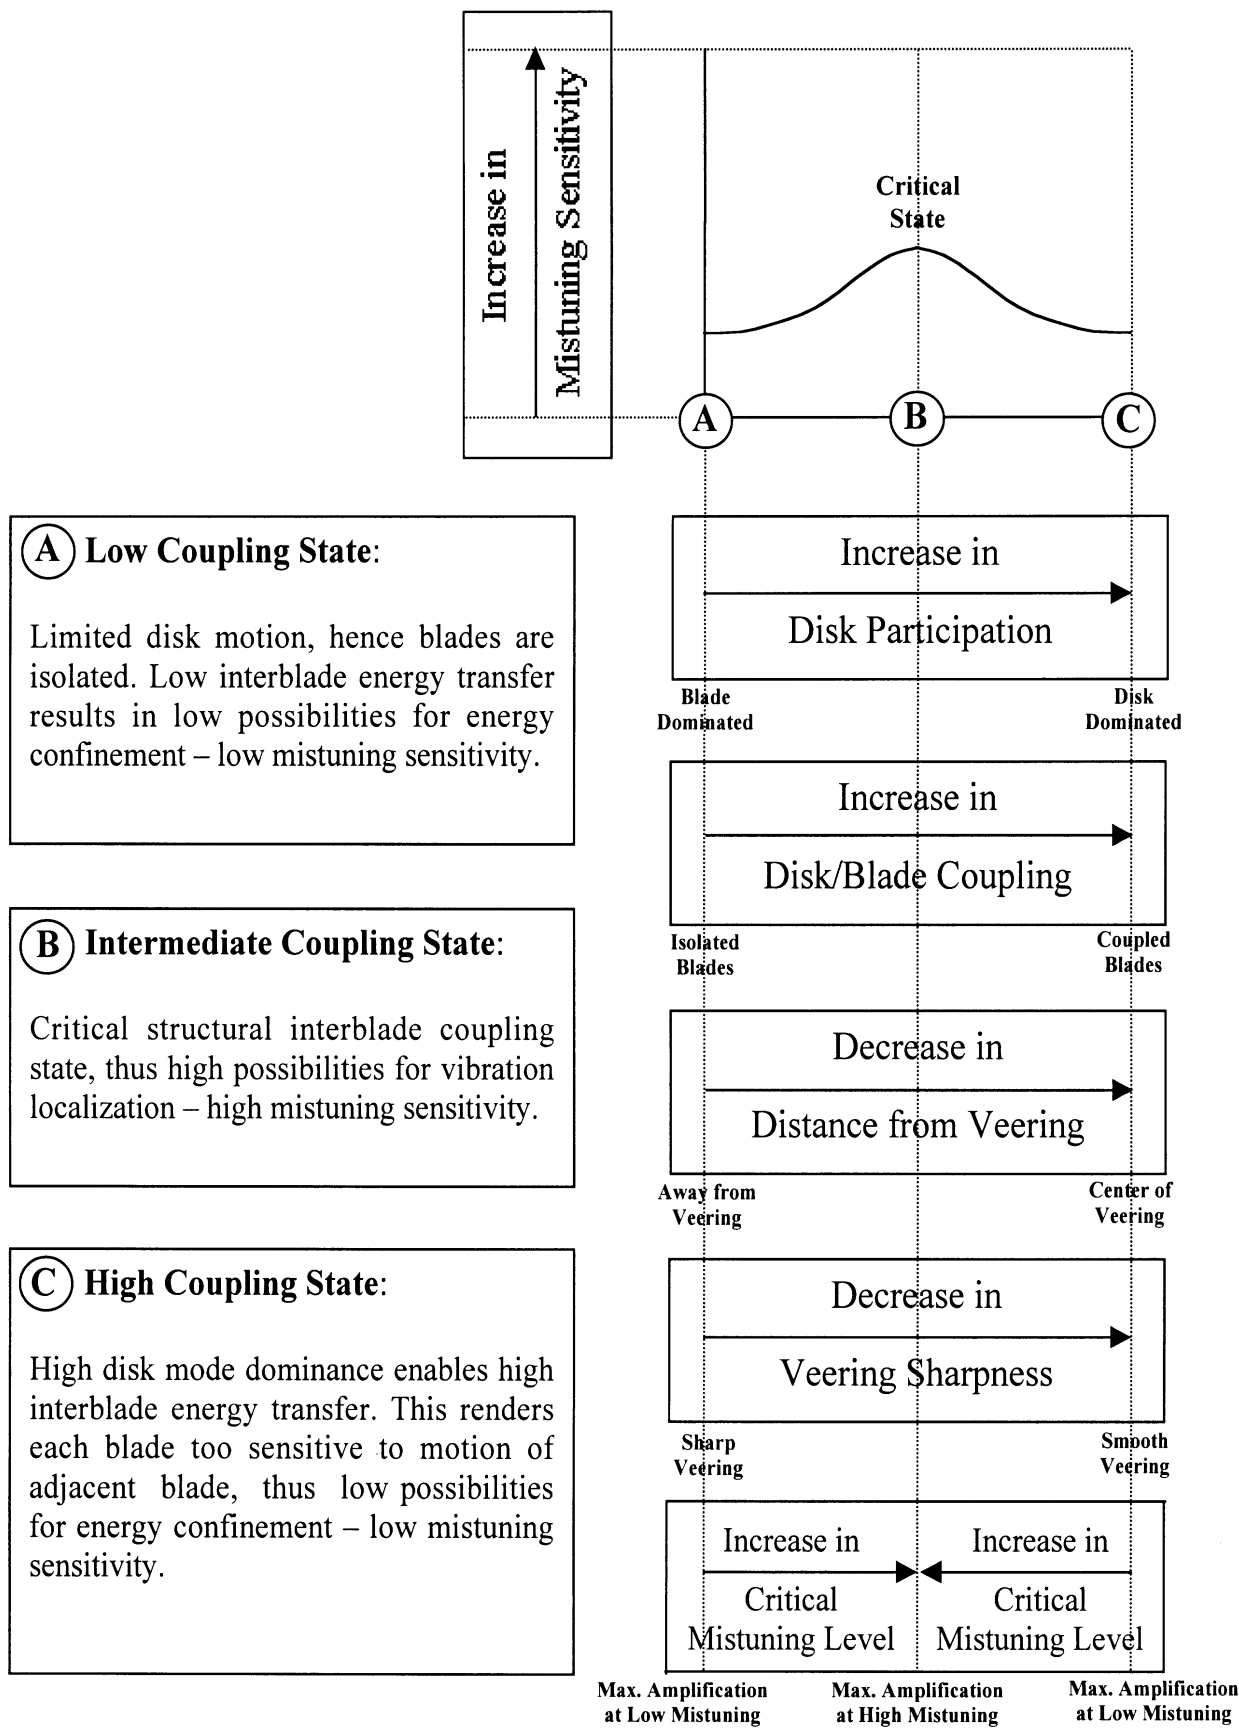 Increase in
Mistuning Sensitivity
Critical
State
A
B
C
A Low Coupling State:
Limited disk motion, hence blades are
isolated. Low interblade energy transfer
results in low possibilities for energy
confinement – low mistuning sensitivity.
B Intermediate Coupling State:
Critical structural interblade coupling
state, thus high possibilities for vibration
localization – high mistuning sensitivity.
C High Coupling State:
High disk mode dominance enables high
interblade energy transfer. This renders
each blade too sensitive to motion of
adjacent blade, thus low possibilities
for energy confinement – low mistuning
sensitivity.
Increase in
Disk Participation
Blade
Dominated
Disk
Dominated
Increase in
Disk/Blade Coupling
Isolated
Blades
Coupled
Blades
Decrease in
Distance from Veering
Away from
Veering
Center of
Veering
Decrease in
Veering Sharpness
Sharp
Veering
Smooth
Veering
Increase in
Critical
Mistuning Level
Increase in
Critical
Mistuning Level
Max. Amplification
at Low Mistuning
Max. Amplification
at High Mistuning
Max. Amplification
at Low Mistuning